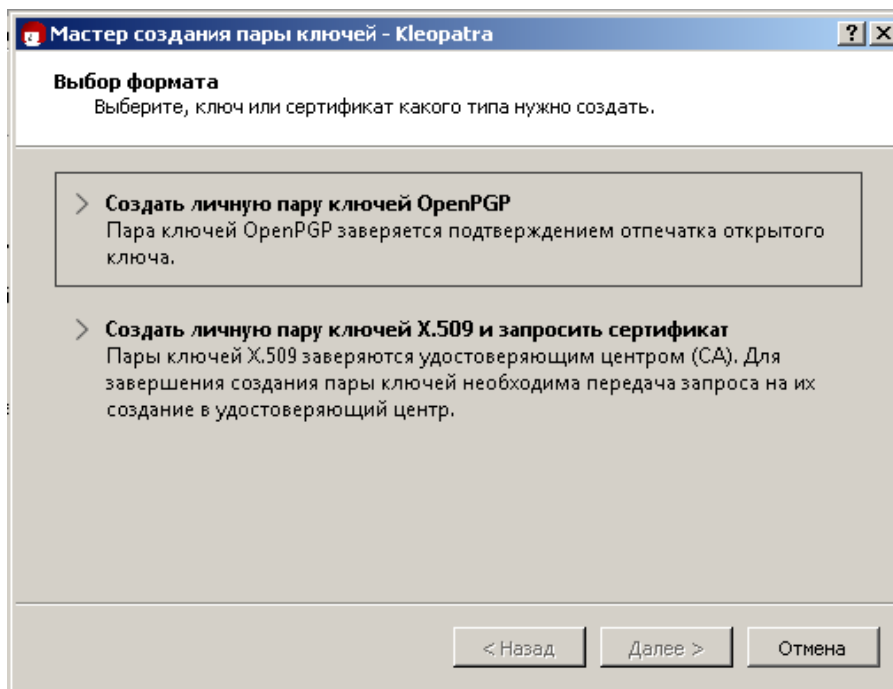 Мастер создания пары ключей - Kleopatra
Выбор формата
Выберите, ключ или сертификат какого типа нужно создать.
Создать личную пару ключей OpenPGP
Пара ключей OpenPGP заверяется подтверждением отпечатка открытого
ключа.
Создать личную пару ключей X.509 и запросить сертификат
Пары ключей X.509 заверяются удостоверяющим центром (CA). Для
завершения создания пары ключей необходима передача запроса на их
создание в удостоверяющий центр.
< Назад
Далее >
Отмена